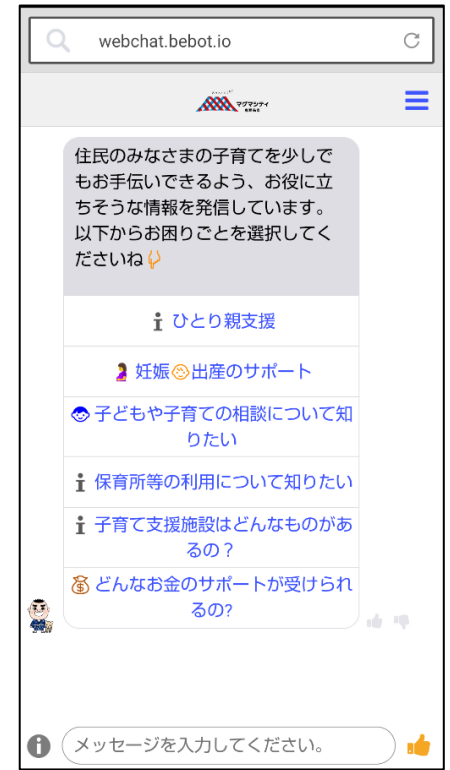 webchat.bebot.io
マグマシティ
住民のみなさまの子育てを少しで
もお手伝いできるよう、お役に立
ちそうな情報を発信しています。
以下からお困りごとを選択してく
ださいね
ひとり親支援
妊娠出産のサポート
子どもや子育ての相談について知
りたい
保育所等の利用について知りたい
子育て支援施設はどんなものがあ
るの？
どんなお金のサポートが受けられ
るの?
メッセージを入力してください。